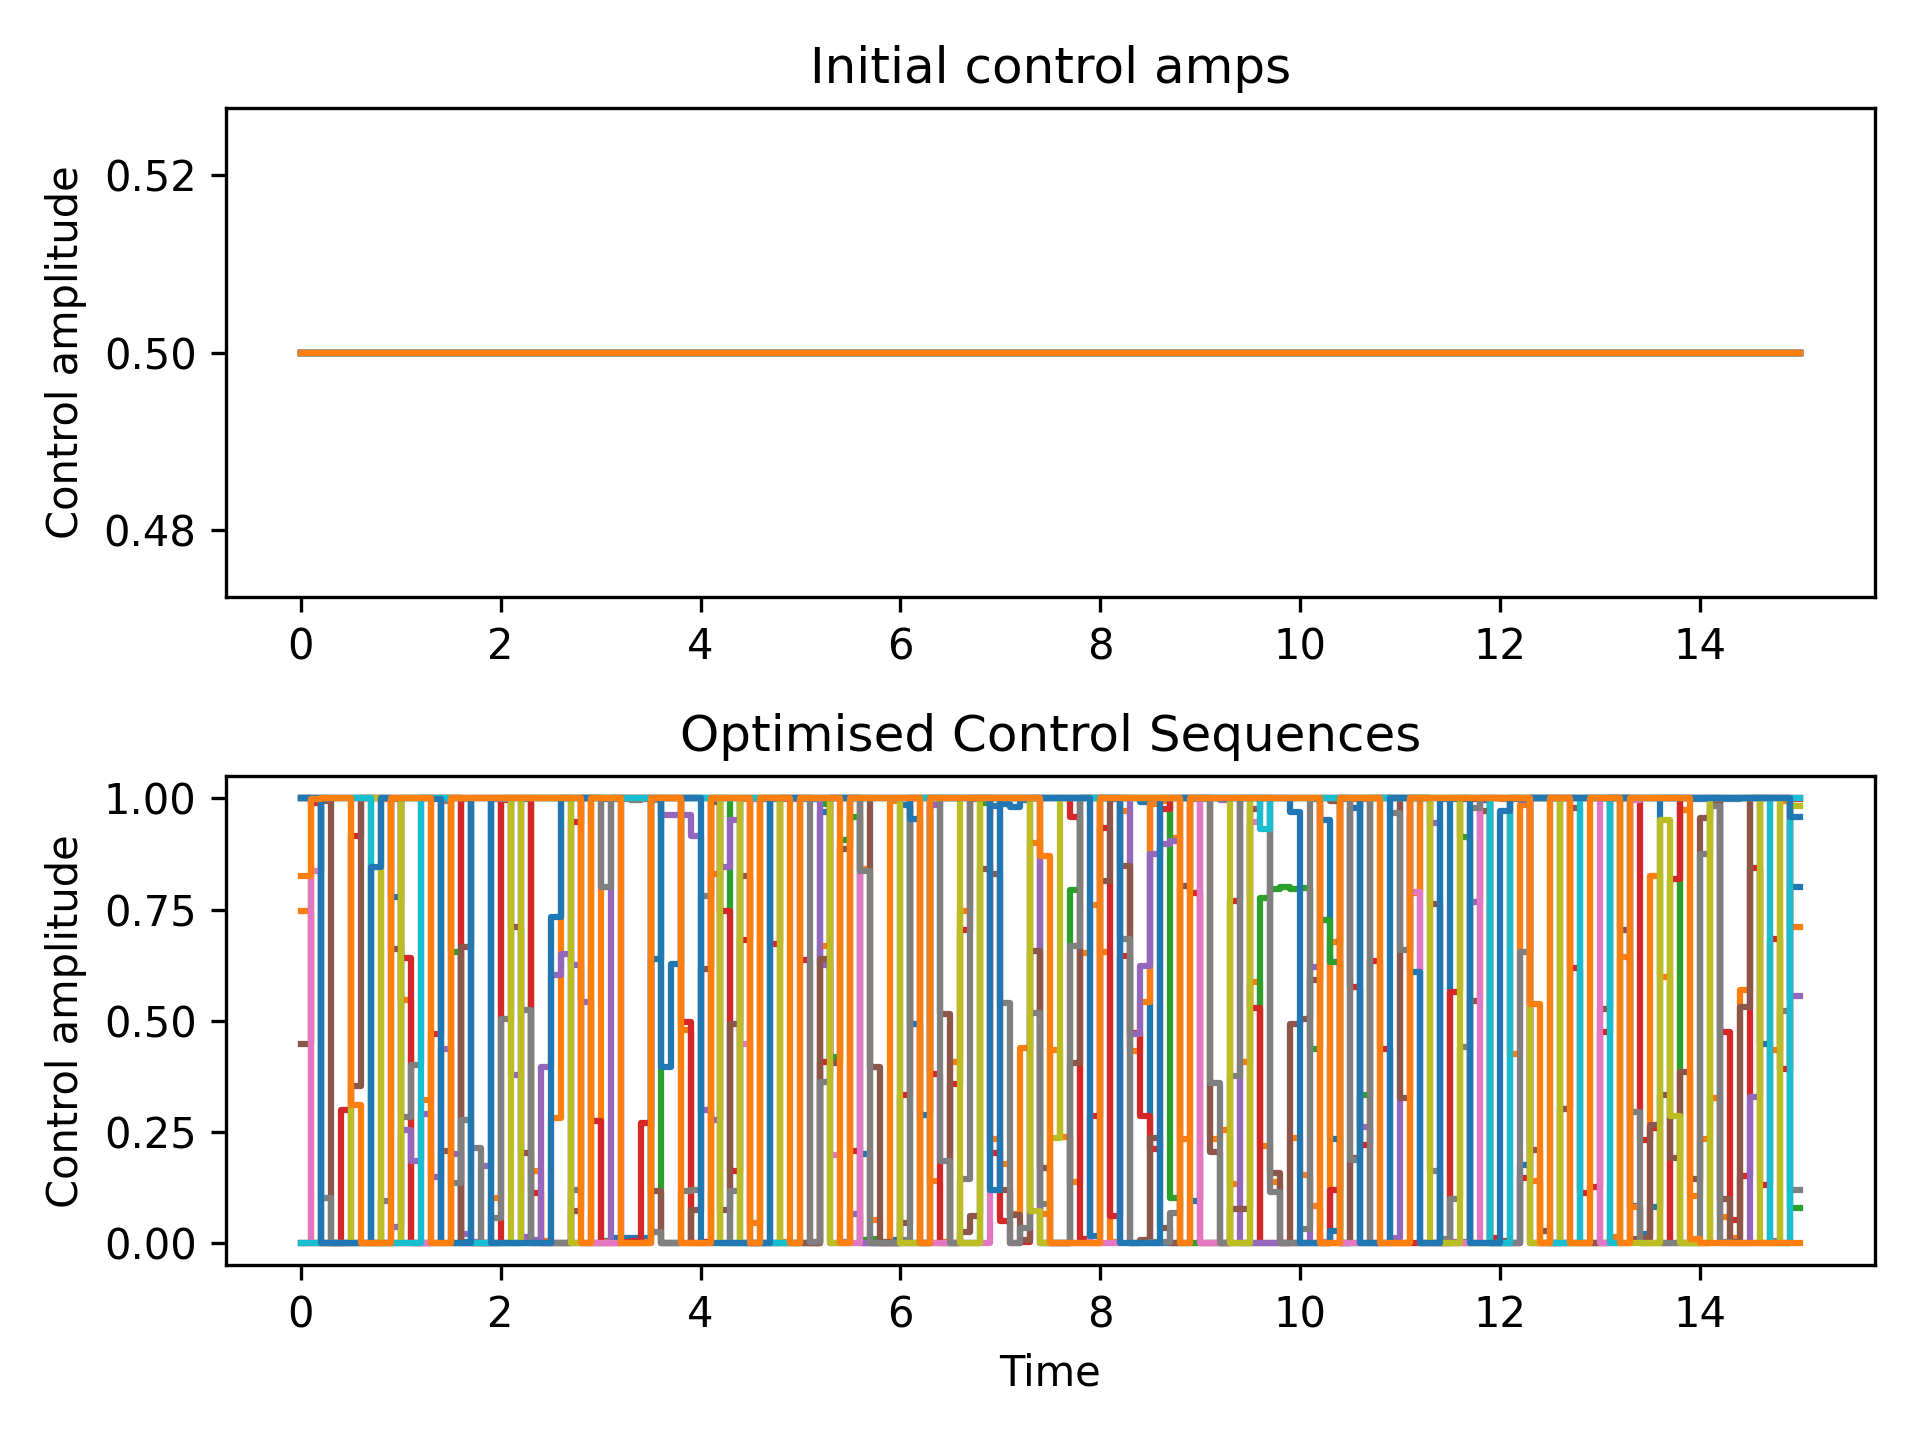 Initial control amps
Control amplitude
0.52
0.50
0.48
0 2 4 6 8 10 12 14
Optimised Control Sequences
Control amplitude
1.00
0.75
0.50
0.25
0.00
0 2 4 6 8 10 12 14
Time